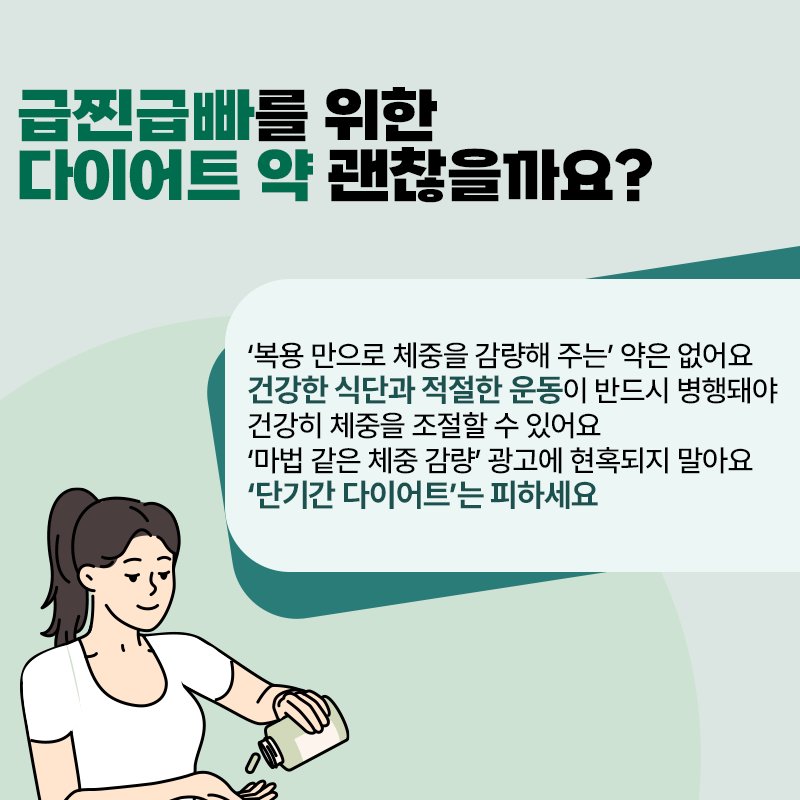 급찐급빠를 위한
다이어트 약 괜찮을까요?
‘복용 만으로 체중을 감량해 주는’ 약은 없어요
건강한 식단과 적절한 운동이 반드시 병행돼야
건강히 체중을 조절할 수 있어요
‘마법 같은 체중 감량’ 광고에 현혹되지 말아요
‘단기간 다이어트’는 피하세요